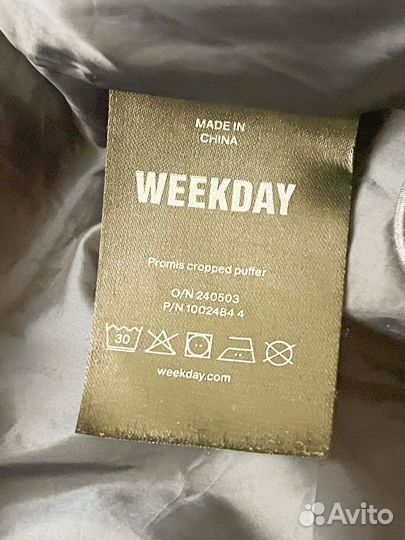 MADE IN
CHINA
WEEKDAY
Promis cropped puffer
O/N 240503
P/N 1002484 4
30
weekday.com
Avito